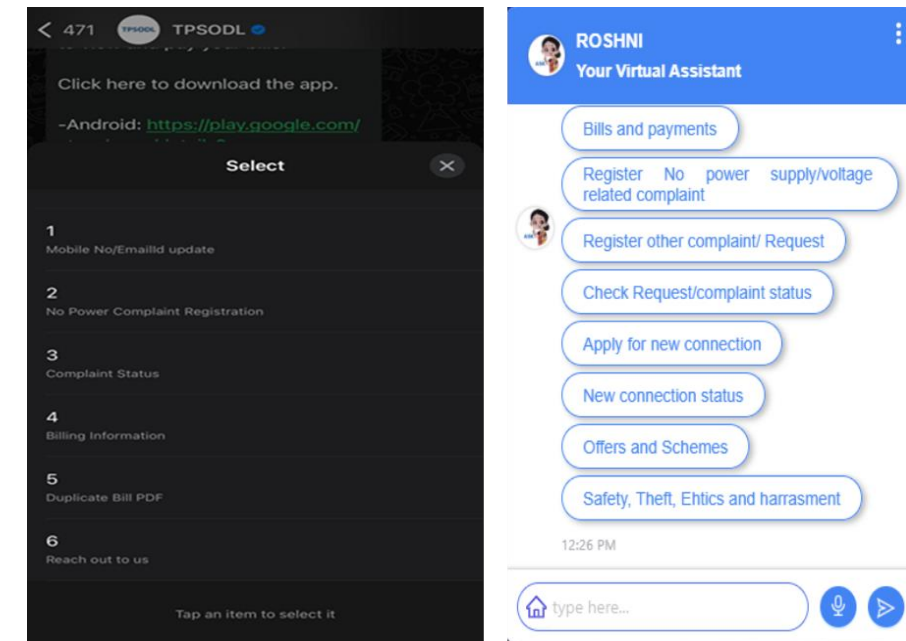 471 TPSODL TPSODL
Click here to download the app.
-Android: https://play.google.com/
Select
1
Mobile No/EmailId update
2
No Power Complaint Registration
3
Complaint Status
4
Billing Information
5
Duplicate Bill PDF
6
Reach out to us
Tap an item to select it
ROSHNI
Your Virtual Assistant
Bills and payments
Register No power supply/voltage
related complaint
Register other complaint/ Request
Check Request/complaint status
Apply for new connection
New connection status
Offers and Schemes
Safety, Theft, Ehtics and harrasment
12:26 PM
type here...